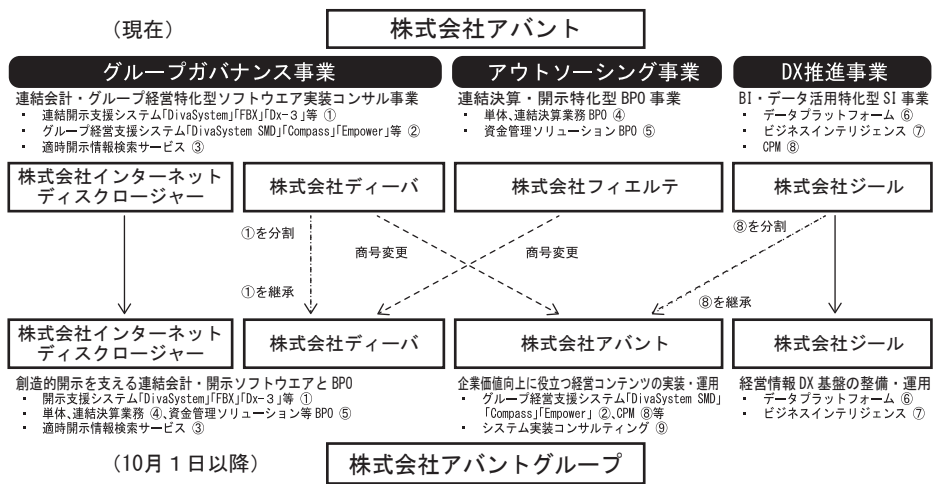 （現在）
株式会社アバント
グループガバナンス事業
連結会計・グループ経営特化型ソフトウエア実装コンサル事業
▪ 連結開示支援システム「DivaSystem」「FBX」「Dx-3」等 ①
▪ グループ経営支援システム「DivaSystem SMD」「Compass」「Empower」等 ②
▪ 適時開示情報検索サービス ③
アウトソーシング事業
連結決算・開示特化型 BPO 事業
▪ 単体、連結決算業務 BPO ④
▪ 資金管理ソリューション BPO ⑤
DX推進事業
BI・データ活用特化型 SI 事業
▪ データプラットフォーム ⑥
▪ ビジネスインテリジェンス ⑦
▪ CPM ⑧
株式会社インターネット
ディスクロージャー
株式会社ディーバ
株式会社フィエルテ
株式会社ジール
①を分割
商号変更
商号変更
⑧を分割
①を継承
⑧を継承
株式会社インターネット
ディスクロージャー
株式会社ディーバ
株式会社アバント
株式会社ジール
創造的開示を支える連結会計・開示ソフトウエアと BPO
▪ 開示支援システム「DivaSystem」「FBX」「Dx-3」等 ①
▪ 単体、連結決算業務 ④、資金管理ソリューション等 BPO ⑤
▪ 適時開示情報検索サービス ③
企業価値向上に役立つ経営コンテンツの実装・運用
▪ グループ経営支援システム「DivaSystem SMD」
「Compass」「Empower」 ②、CPM ⑧等
▪ システム実装コンサルティング ⑨
経営情報 DX 基盤の整備・運用
▪ データプラットフォーム ⑥
▪ ビジネスインテリジェンス ⑦
（10月１日以降）
株式会社アバントグループ